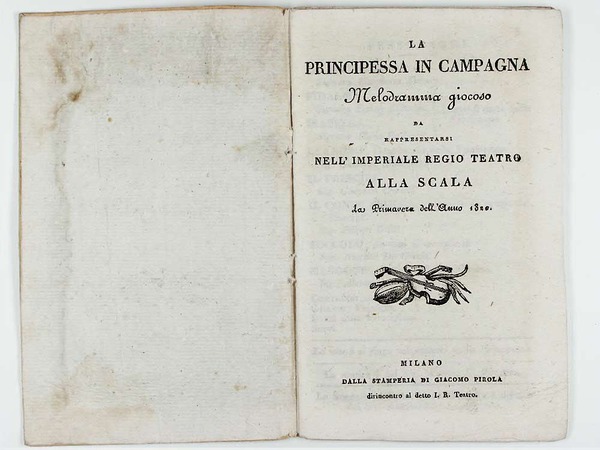 LA
PRINCIPESSA IN CAMPAGNA
Melodramma giocoso
DA
RAPPRESENTARSI
NELL' IMPERIALE REGIO TEATRO
ALLA SCALA
la Primavera dell'Anno 1820.
MILANO
DALLA STAMPERIA DI GIACOMO PIROLA
dirincontro al detto I. R. Teatro.